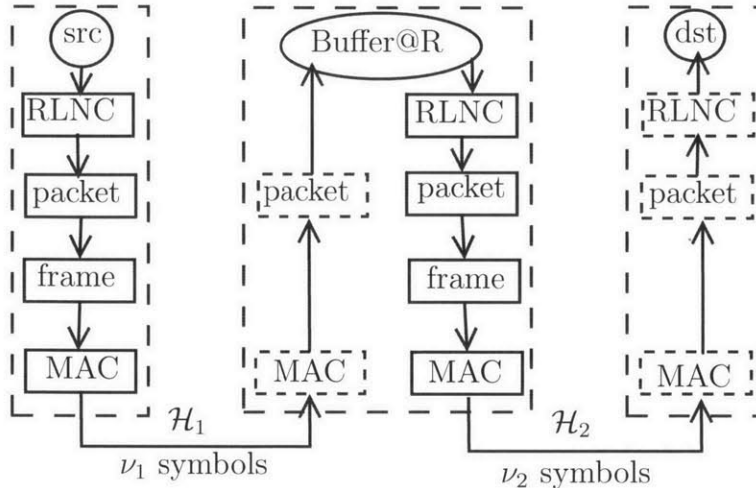 src
RLNC
packet
frame
MAC
Buffer@R
packet
MAC
RLNC
packet
frame
MAC
dst
RLNC
packet
MAC
ℋ₁
ν₁ symbols
ℋ₂
ν₂ symbols